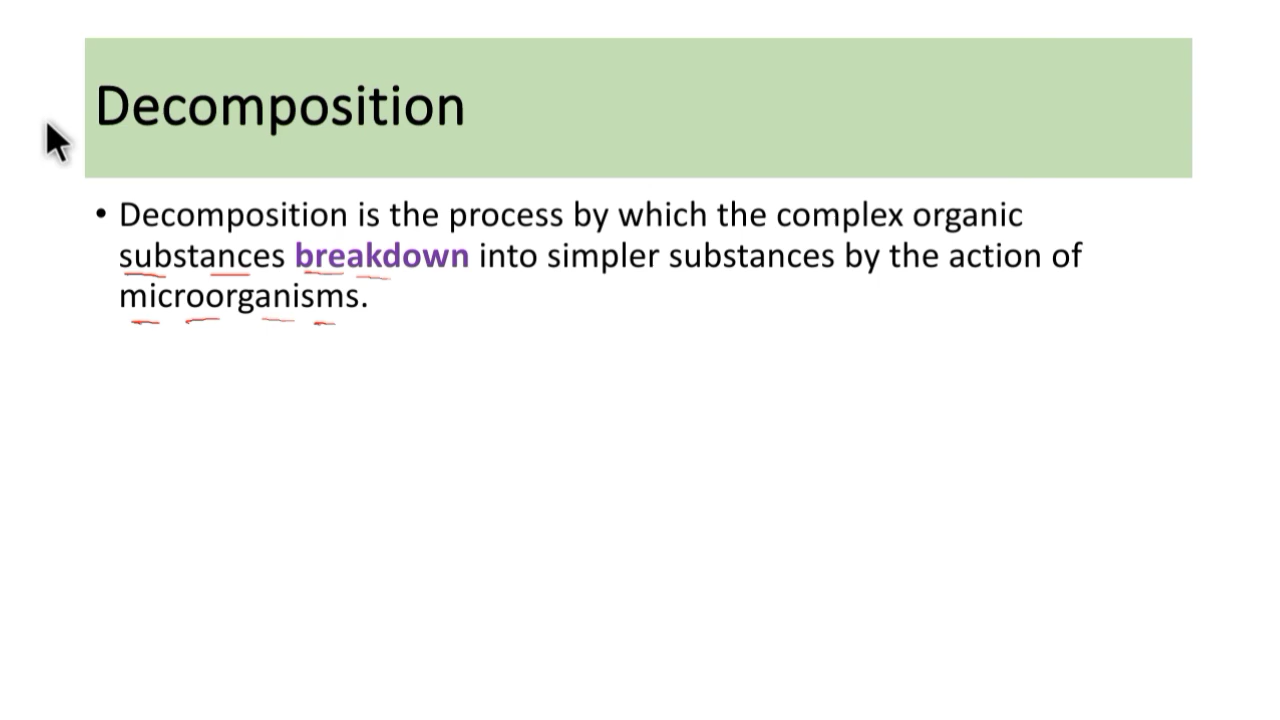 Decomposition
• Decomposition is the process by which the complex organic
substances breakdown into simpler substances by the action of
microorganisms.